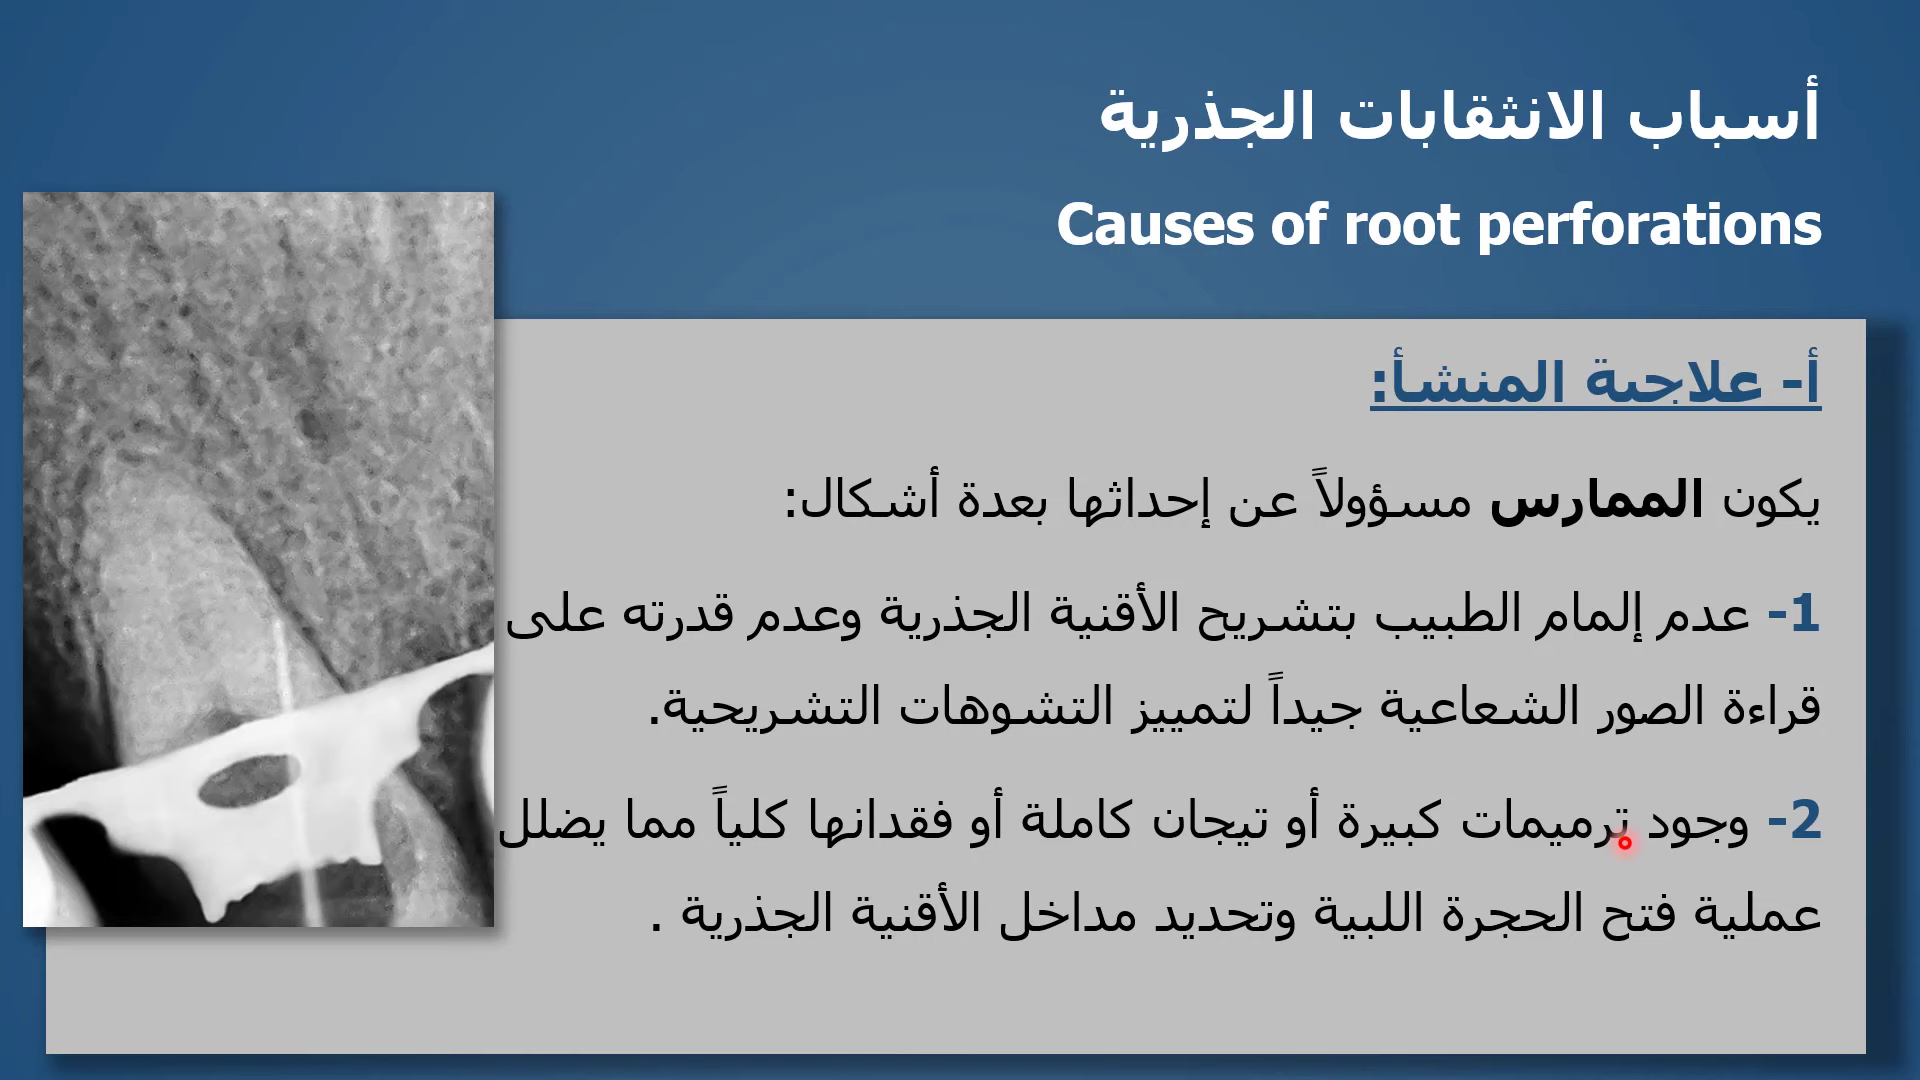 أسباب الانثقابات الجذرية
Causes of root perforations
أ- علاجية المنشأ:
يكون الممارس مسؤولاً عن إحداثها بعدة أشكال:
1- عدم إلمام الطبيب بتشريح الأقنية الجذرية وعدم قدرته على
قراءة الصور الشعاعية جيداً لتمييز التشوهات التشريحية.
2- وجود ترميمات كبيرة أو تيجان كاملة أو فقدانها كلياً مما يضلل
عملية فتح الحجرة اللبية وتحديد مداخل الأقنية الجذرية .